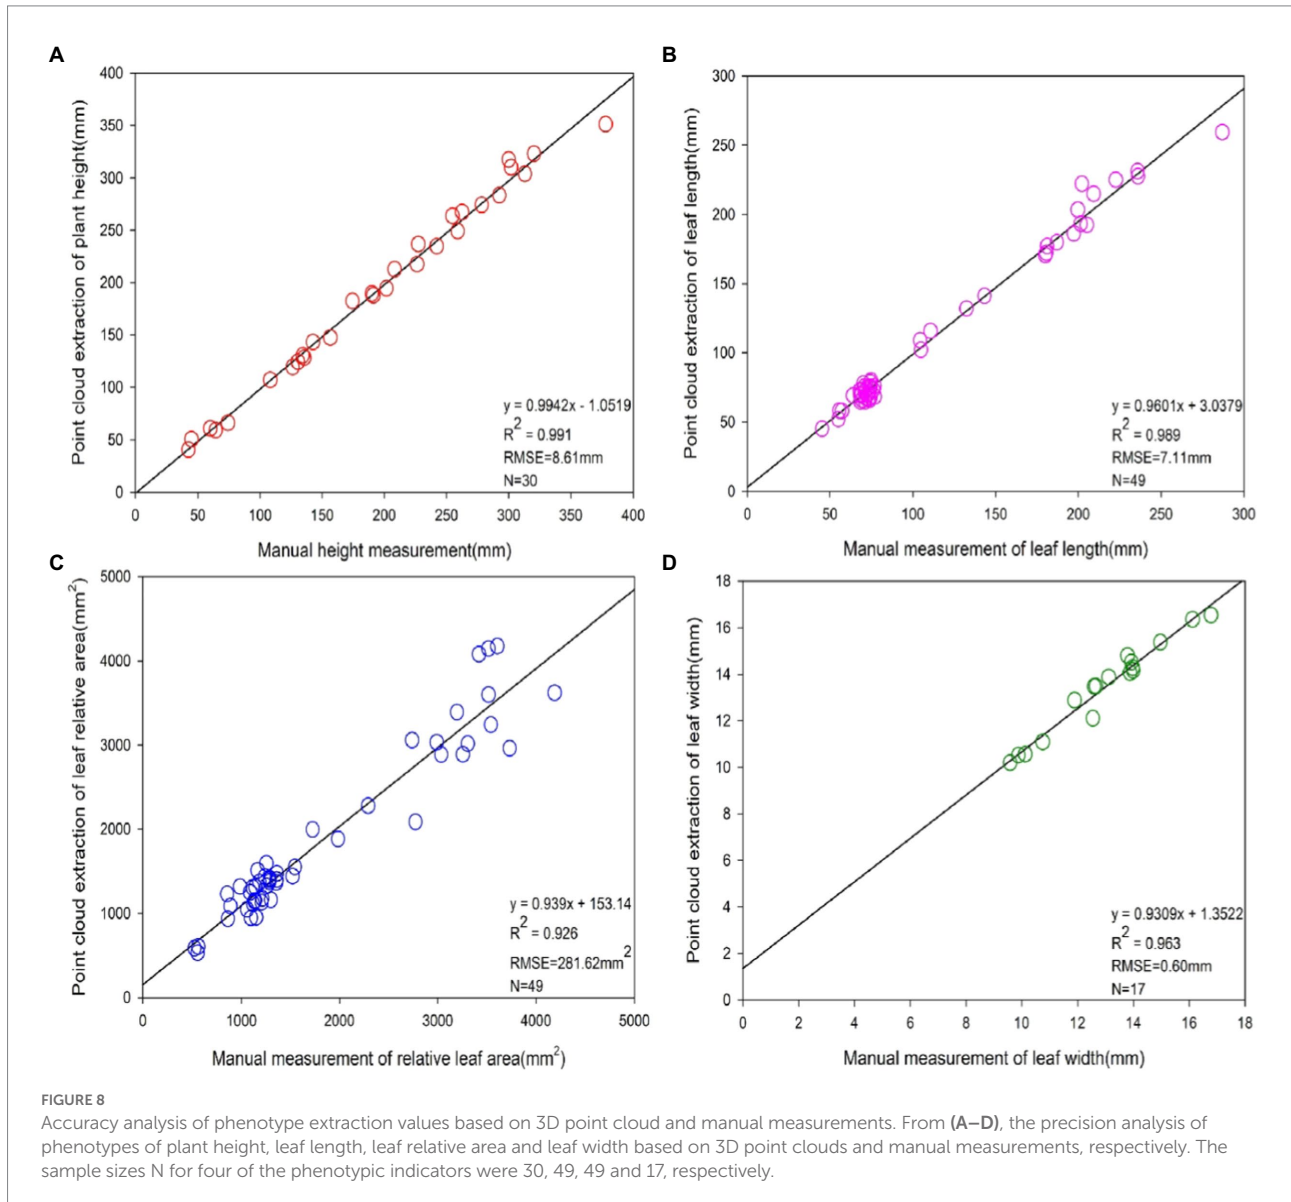 A
Point cloud extraction of plant height(mm)
400
350
300
250
200
150
100
50
0
y = 0.9942x - 1.0519
R² = 0.991
RMSE=8.61mm
N=30
0 50 100 150 200 250 300 350 400
Manual height measurement(mm)
B
Point cloud extraction of leaf length(mm)
300
250
200
150
100
50
0
y = 0.9601x + 3.0379
R² = 0.989
RMSE=7.11mm
N=49
0 50 100 150 200 250 300
Manual measurement of leaf length(mm)
C
Point cloud extraction of leaf relative area(mm²)
5000
4000
3000
2000
1000
0
y = 0.939x + 153.14
R² = 0.926
RMSE=281.62mm²
N=49
0 1000 2000 3000 4000 5000
Manual measurement of relative leaf area(mm²)
D
Point cloud extraction of leaf width(mm)
18
16
14
12
10
8
6
4
2
0
y = 0.9309x + 1.3522
R² = 0.963
RMSE=0.60mm
N=17
0 2 4 6 8 10 12 14 16 18
Manual measurement of leaf width(mm)
FIGURE 8
Accuracy analysis of phenotype extraction values based on 3D point cloud and manual measurements. From (A–D), the precision analysis of
phenotypes of plant height, leaf length, leaf relative area and leaf width based on 3D point clouds and manual measurements, respectively. The
sample sizes N for four of the phenotypic indicators were 30, 49, 49 and 17, respectively.